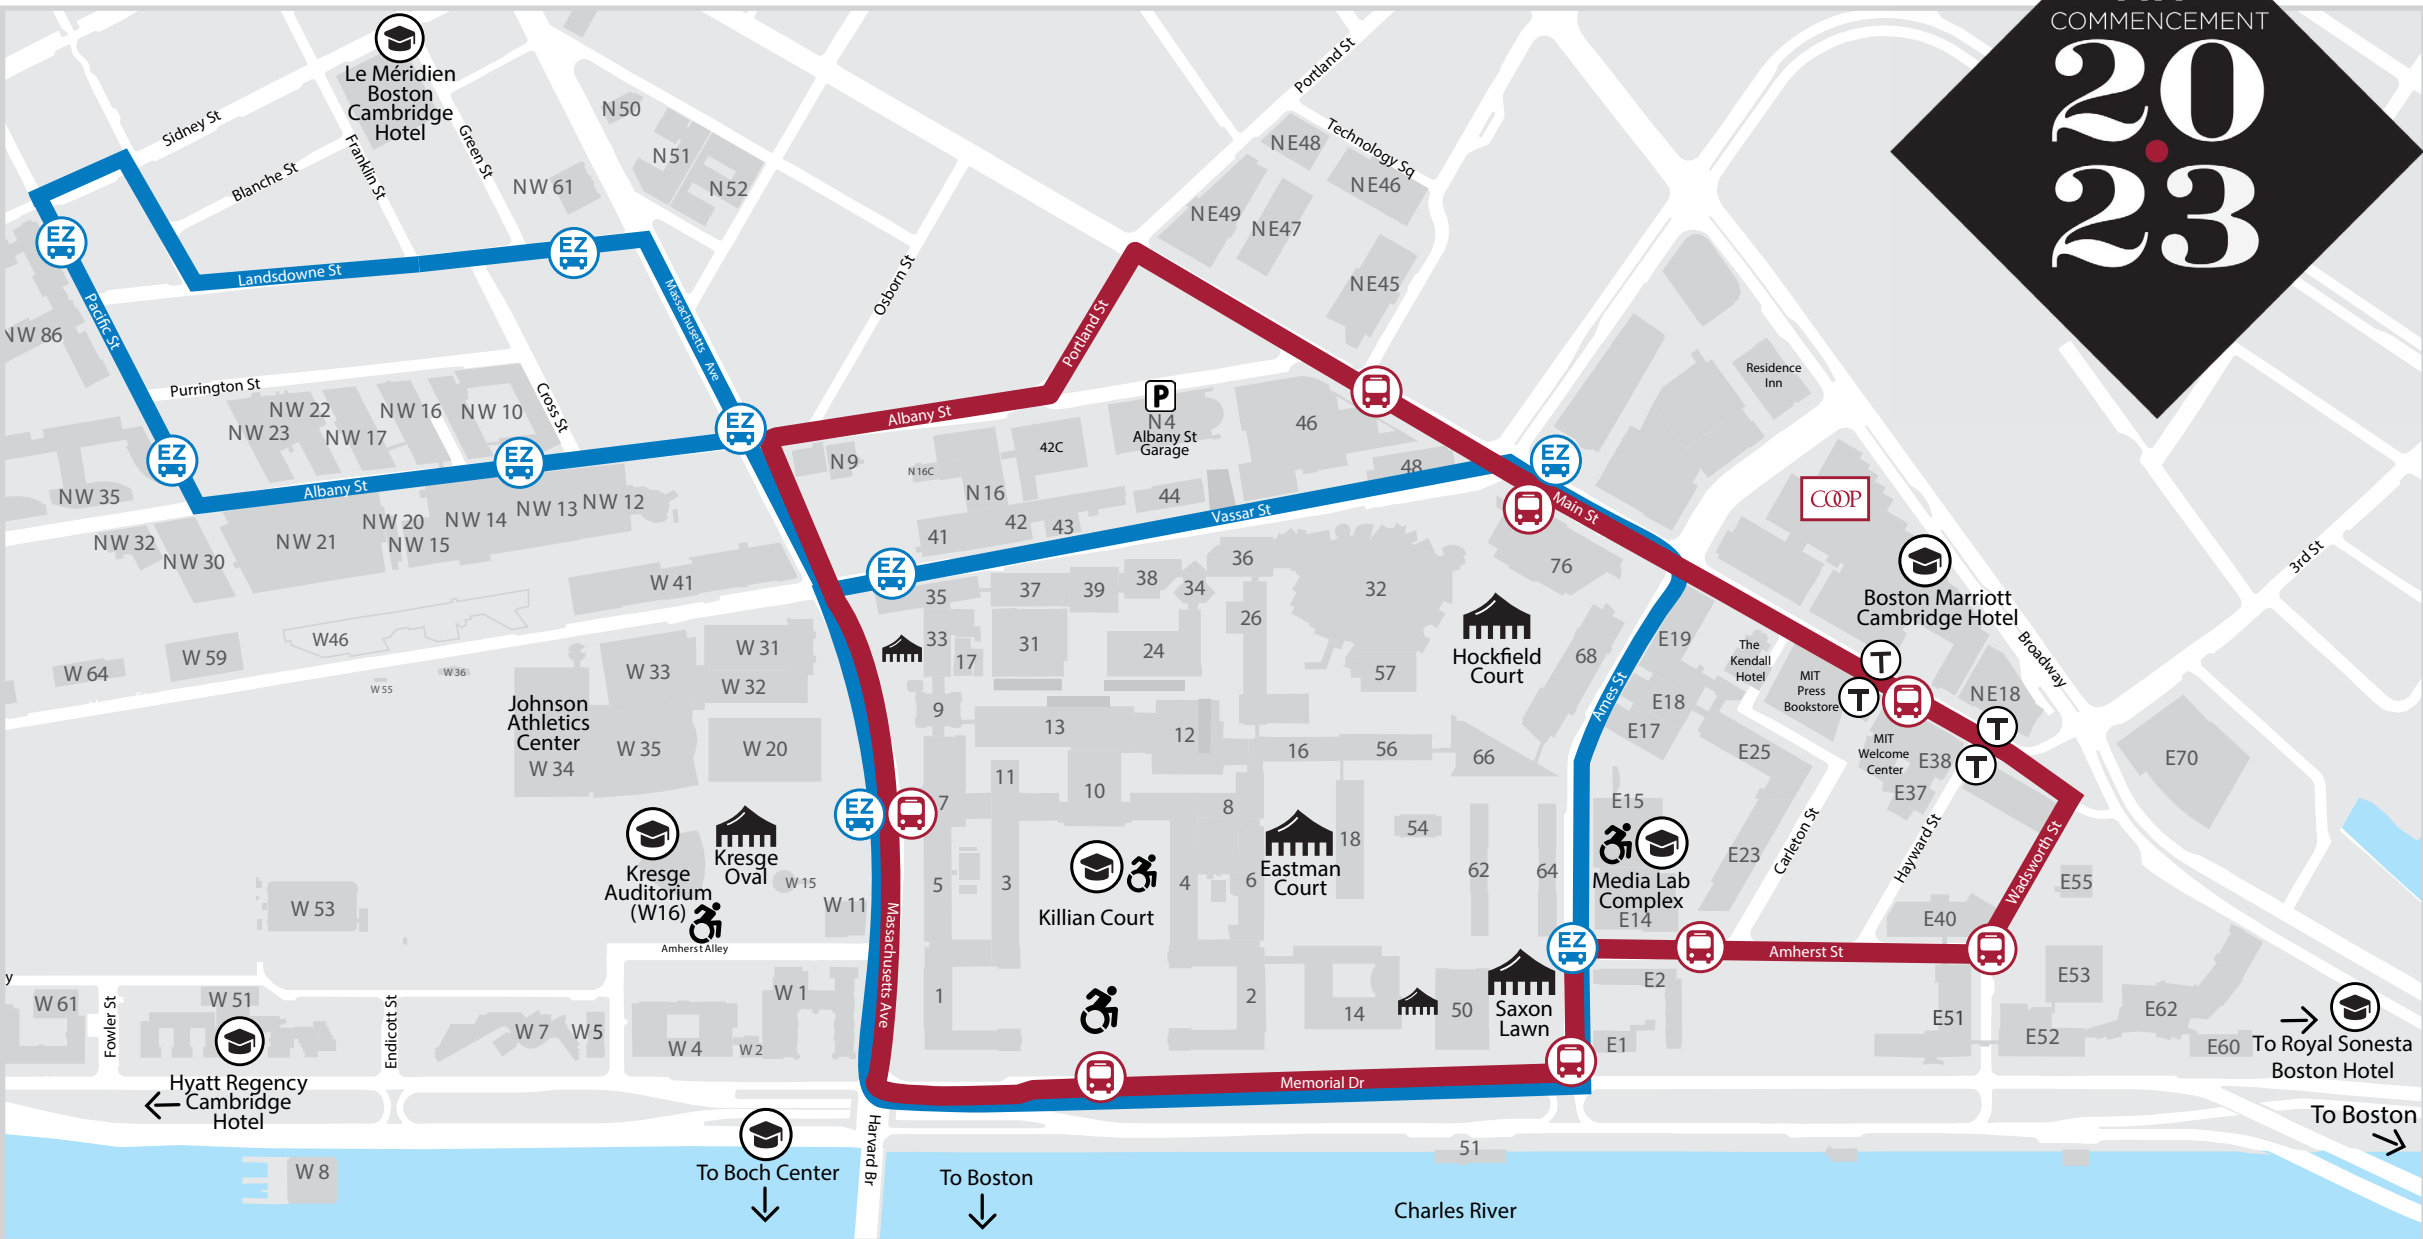 COMMENCEMENT
20
23
Le Méridien
Boston
Cambridge
Hotel
Sidney St
Blanche St
Franklin St
Green St
N50
N51
N52
NW 61
Portland St
Technology Sq
NE48
NE46
NE49
NE47
NE45
EZ
EZ
Landsdowne St
Pacific St
Massachusetts Ave
Osborn St
Portland St
NW 86
Purrington St
Cross St
NW 22
NW 16
NW 10
NW 23
NW 17
EZ
EZ
EZ
Albany St
Albany St
P
N4
Albany St
Garage
46
48
EZ
Residence
Inn
COOP
NW 35
NW 32
NW 30
NW 21
NW 20
NW 15
NW 14
NW 13
NW 12
N9
N16C
N16
42C
44
41
42
43
Vassar St
Main St
3rd St
Broadway
W 41
W46
W 59
W 64
W 55
W 36
W 31
W 33
W 32
W 35
W 20
Johnson
Athletics
Center
W 34
EZ
35
37
39
38
34
36
32
76
33
17
31
24
26
57
68
Hockfield
Court
9
13
12
16
56
66
Ames St
E19
E18
E17
The
Kendall
Hotel
MIT
Press
Bookstore
Boston Marriott
Cambridge Hotel
T
T
T
T
NE18
MIT
Welcome
Center
E38
E37
E25
E70
EZ
7
11
10
8
18
54
62
64
E15
Media Lab
Complex
E14
E23
Carleton St
Hayward St
Wadsworth St
E55
Kresge
Auditorium
(W16)
Kresge
Oval
W 15
W 11
W 53
Amherst Alley
5
3
4
6
Killian Court
Eastman
Court
EZ
Amherst St
E40
Massachusetts Ave
y
W 61
Fowler St
W 51
Endicott St
W 7
W 5
W 1
W 4
W 2
1
2
14
50
Saxon
Lawn
E2
E1
E51
E53
E52
E62
E60
To Royal Sonesta
Boston Hotel
Hyatt Regency
Cambridge
Hotel
Memorial Dr
To Boston
W 8
To Boch Center
Harvard Br
To Boston
51
Charles River